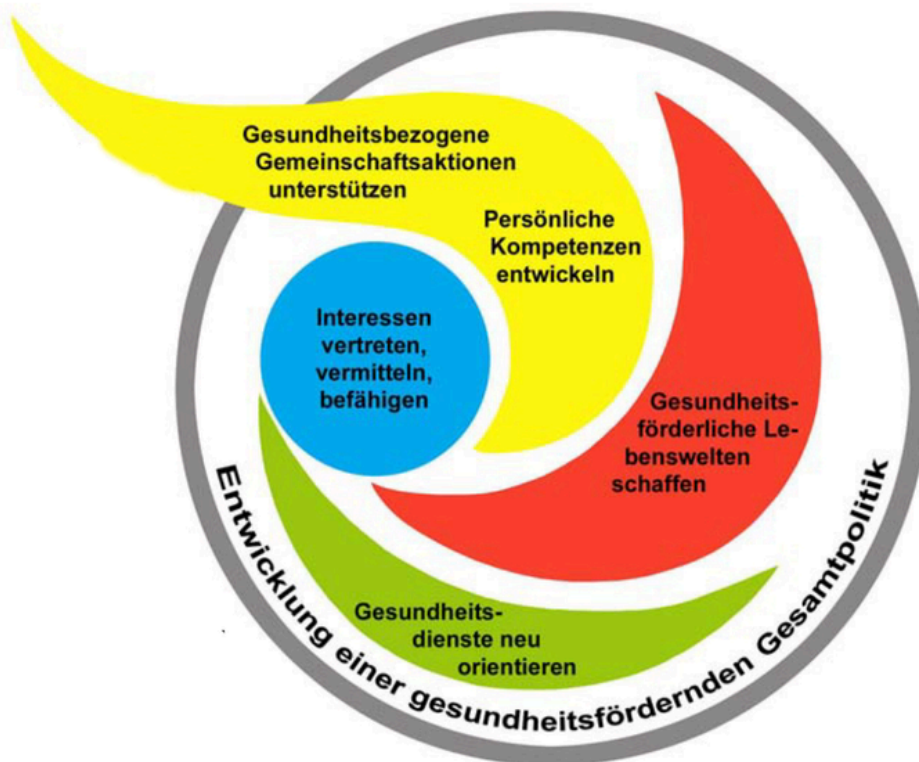 Gesundheitsbezogene
Gemeinschaftsaktionen
unterstützen
Persönliche
Kompetenzen
entwickeln
Interessen
vertreten,
vermitteln,
befähigen
Gesundheits-
förderliche Le-
benswelten
schaffen
Gesundheits-
dienste neu
orientieren
Entwicklung einer gesundheitsfördernden Gesamtpolitik